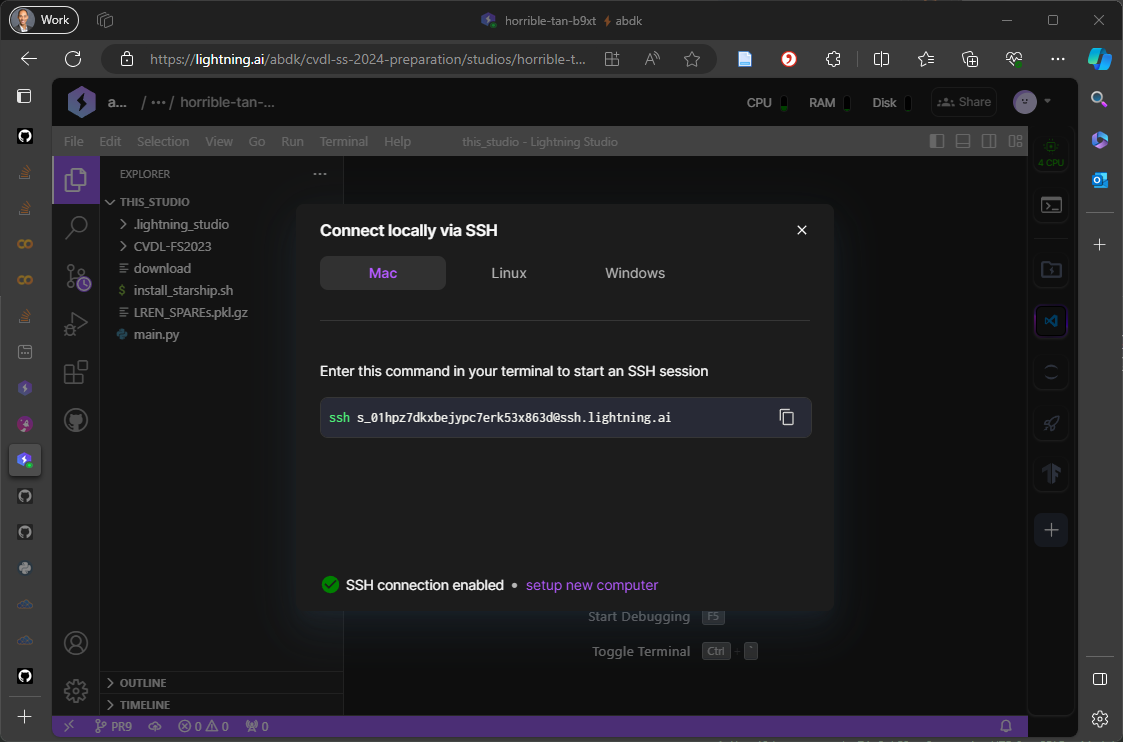 Work
horrible-tan-b9xt ⚡ abdk
https://lightning.ai/abdk/cvdl-ss-2024-preparation/studios/horrible-t...
a... / ··· / horrible-tan-...
CPU RAM Disk Share
File Edit Selection View Go Run Terminal Help this_studio - Lightning Studio
4 CPU
EXPLORER
THIS_STUDIO
.lightning_studio
CVDL-FS2023
download
$ install_starship.sh
LREN_SPAREs.pkl.gz
main.py
Connect locally via SSH
Mac Linux Windows
Enter this command in your terminal to start an SSH session
ssh s_01hpz7dkxbejypc7erk53x863d@ssh.lightning.ai
SSH connection enabled • setup new computer
Start Debugging F5
Toggle Terminal Ctrl + `
OUTLINE
TIMELINE
PR9 0 0 0